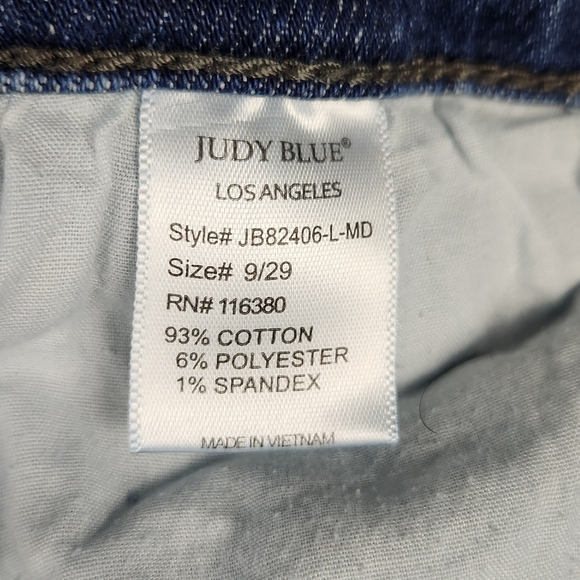 JUDY BLUE®
LOS ANGELES
Style# JB82406-L-MD
Size# 9/29
RN# 116380
93% COTTON
6% POLYESTER
1% SPANDEX
MADE IN VIETNAM